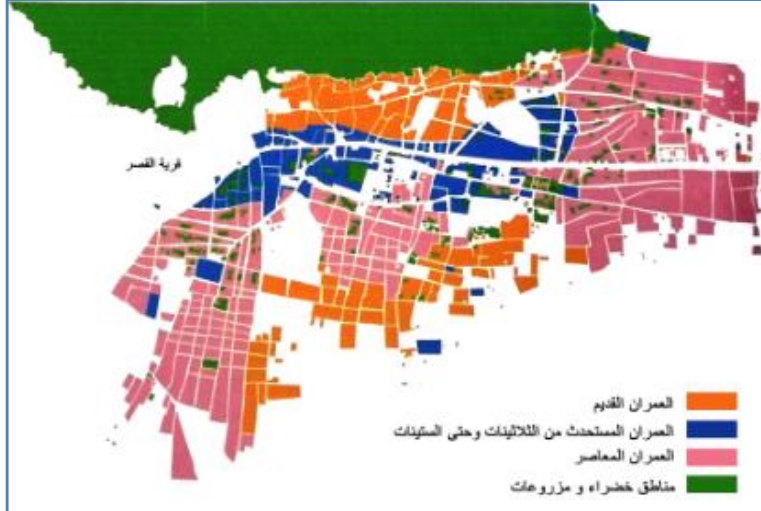 قرية القصر
العمران القديم
العمران المستحدث من الثلاثينات وحتى الستينات
العمران المعاصر
مناطق خضراء و مزروعات